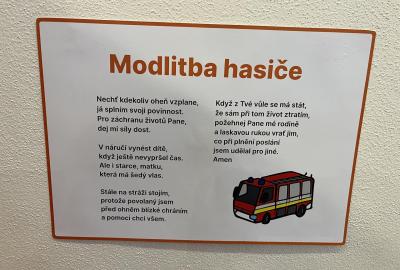 Modlitba hasiče
Nechť kdekoliv oheň vzplane,
já splním svoji povinnost.
Pro záchranu životů Pane,
dej mi síly dost.
V náručí vynést dítě,
když ještě nevypršel čas.
Ale i starce, matku,
která má šedý vlas.
Stále na stráži stojím,
protože povolaný jsem
před ohněm blízké chráním
a pomoci chci všem.
Když z Tvé vůle se má stát,
že sám při tom život ztratím,
požehnej Pane mé rodině
a laskavou rukou vrať jim,
co při plnění poslání
jsem udělal pro jiné.
Amen